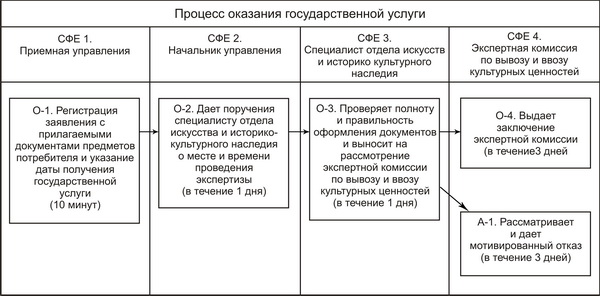 Процесс оказания государственной услуги
СФЕ 1.
Приемная управления
СФЕ 2.
Начальник управления
СФЕ 3.
Специалист отдела искусств
и историко культурного
наследия
СФЕ 4.
Экспертная комиссия
по вывозу и ввозу
культурных ценностей
О-1. Регистрация
заявления с
прилагаемыми
документами предметов
потребителя и указание
даты получения
государственной
услуги
(10 минут)
О-2. Дает поручения
специалисту отдела
искусства и историко-
культурного наследия
о месте и времени
проведения
экспертизы
(в течение 1 дня)
О-3. Проверяет полноту
и правильность
оформления документов
и выносит на
рассмотрение
экспертной комиссии
по вывозу и ввозу
культурных ценностей
(в течение 1 дня)
О-4. Выдает
заключение
экспертной комиссии
(в течение3 дней
А-1. Рассматривает
и дает
мотивированный отказ
(в течение 3 дней)